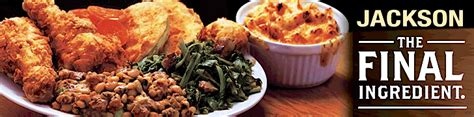 JACKSON
THE
FINAL
INGREDIENT.